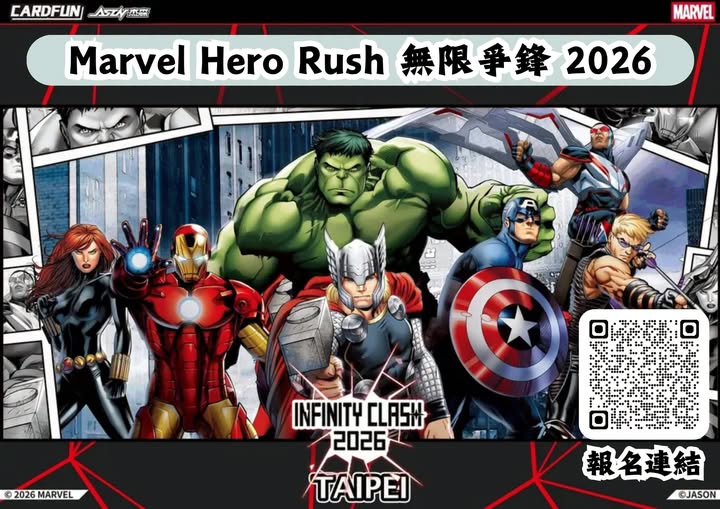 CARDFUN
MARVEL
Marvel Hero Rush 無限爭鋒 2026
A
INFINITY CLASH
2026
TAIPEI
報名連結
© 2026 MARVEL
©JASON